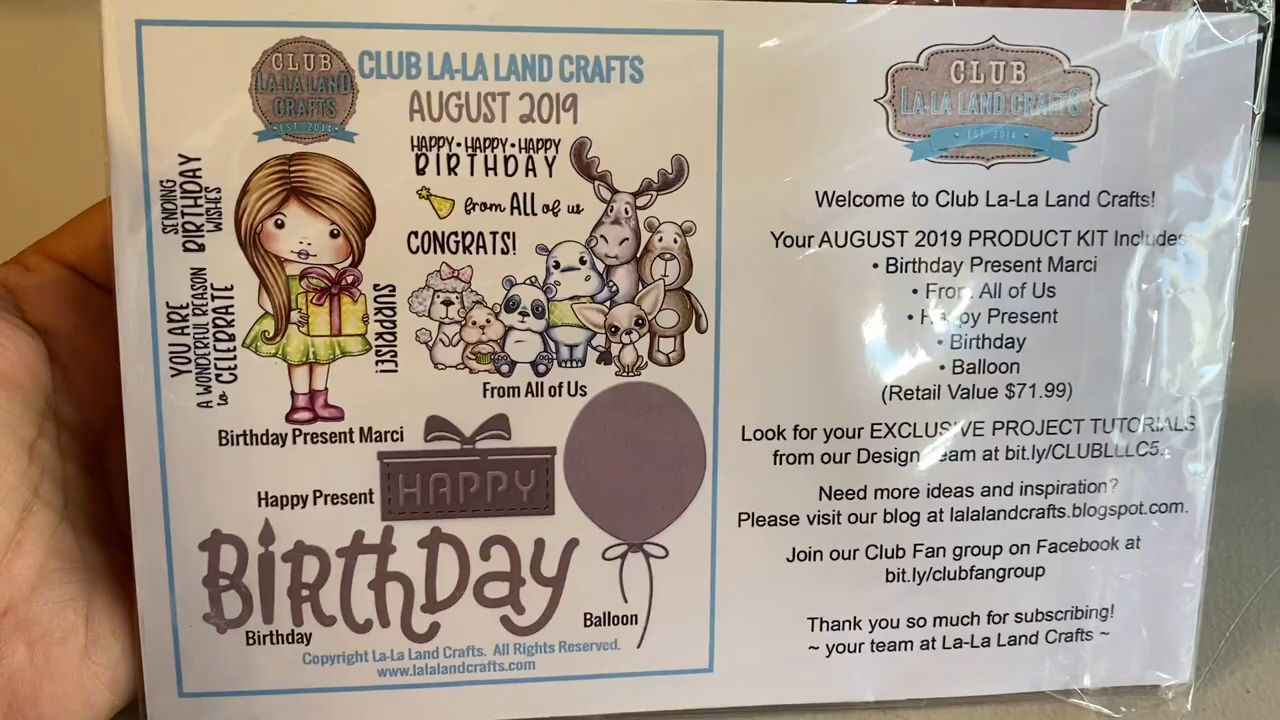 CLUB
LA-LA LAND
CRAFTS
EST. 2014
CLUB LA-LA LAND CRAFTS
AUGUST 2019
SENDING
BIRTHDAY
WISHES
YOU ARE
A WONDERFUL REASON
to CELEBRATE
SURPRISE!
HAPPY•HAPPY•HAPPY
BIRTHDAY
from ALL of us
CONGRATS!
From All of Us
Birthday Present Marci
HAPPY
Happy Present
BirthDay
Birthday
Balloon
Copyright La-La Land Crafts. All Rights Reserved.
www.lalalandcrafts.com
CLUB
LA-LA LAND CRAFTS
EST. 2014
Welcome to Club La-La Land Crafts!
Your AUGUST 2019 PRODUCT KIT Includes:
• Birthday Present Marci
• From All of Us
• Happy Present
• Birthday
• Balloon
(Retail Value $71.99)
Look for your EXCLUSIVE PROJECT TUTORIALS
from our Design Team at bit.ly/CLUBLLLC5.
Need more ideas and inspiration?
Please visit our blog at lalalandcrafts.blogspot.com.
Join our Club Fan group on Facebook at
bit.ly/clubfangroup
Thank you so much for subscribing!
~ your team at La-La Land Crafts ~